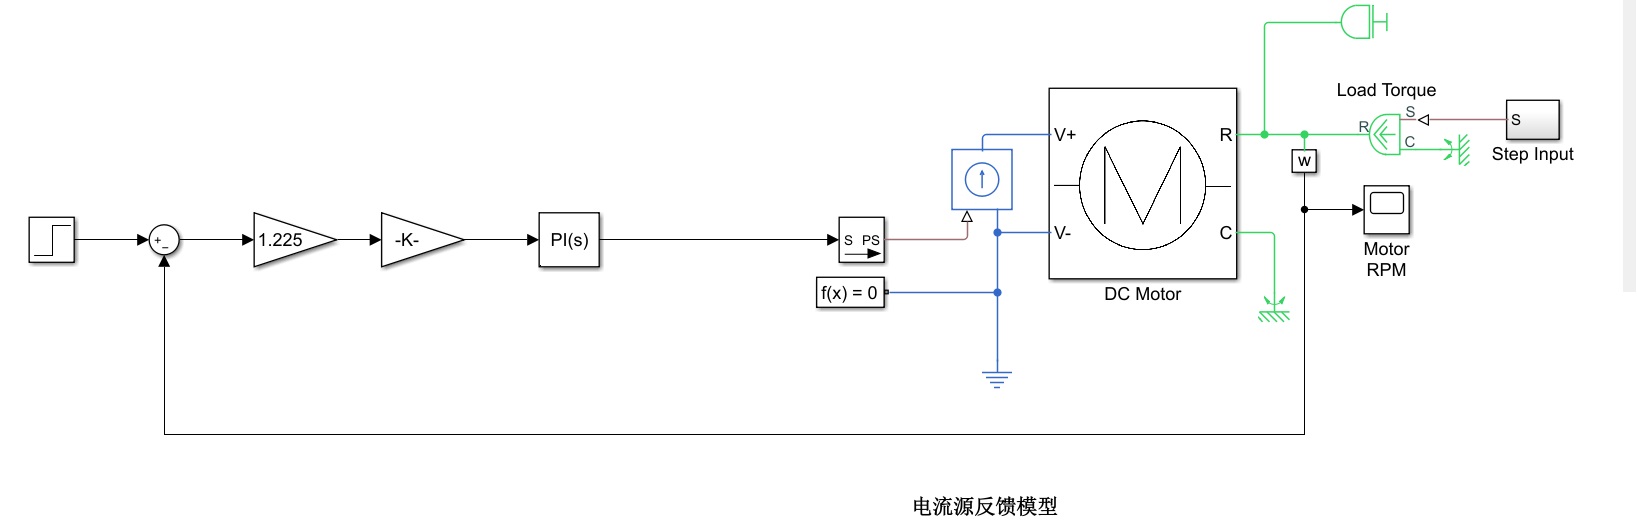 Load Torque
S
R
C
S
Step Input
V+
V-
R
C
DC Motor
w
Motor
RPM
+
−
1.225
-K-
PI(s)
S PS
f(x) = 0
电流源反馈模型